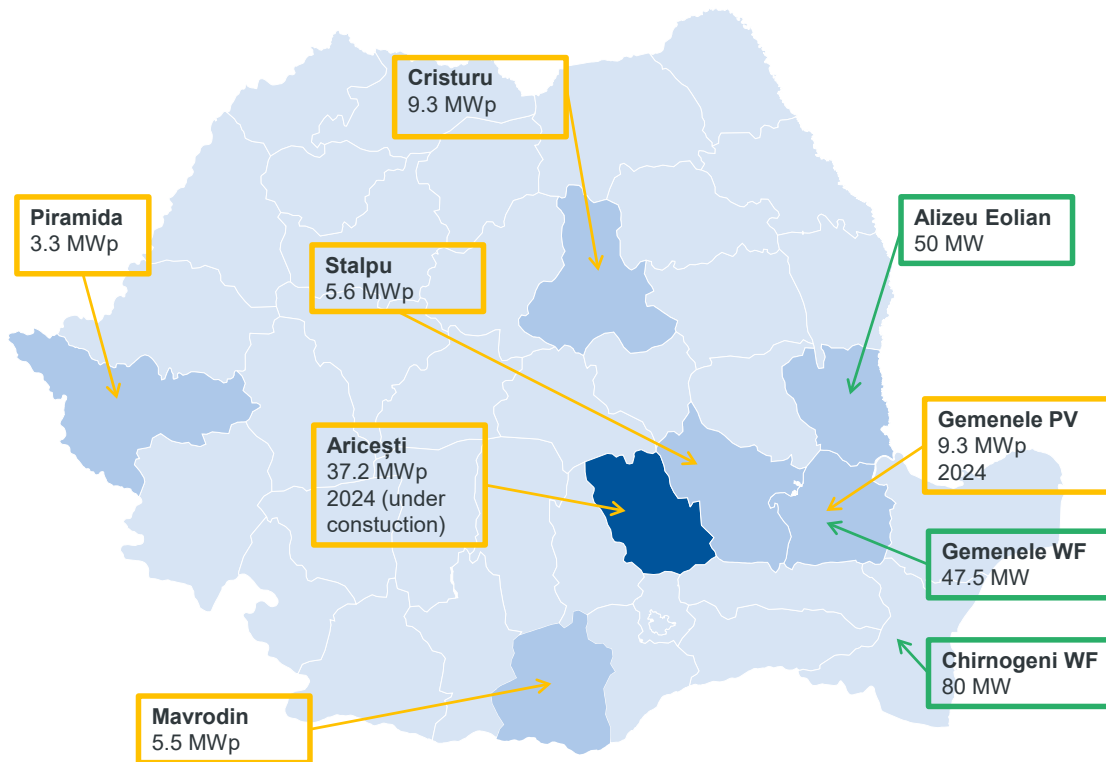 Cristuru
9.3 MWp
Piramida
3.3 MWp
Alizeu Eolian
50 MW
Stalpu
5.6 MWp
Aricești
37.2 MWp
2024 (under
constuction)
Gemenele PV
9.3 MWp
2024
Gemenele WF
47.5 MW
Chirnogeni WF
80 MW
Mavrodin
5.5 MWp